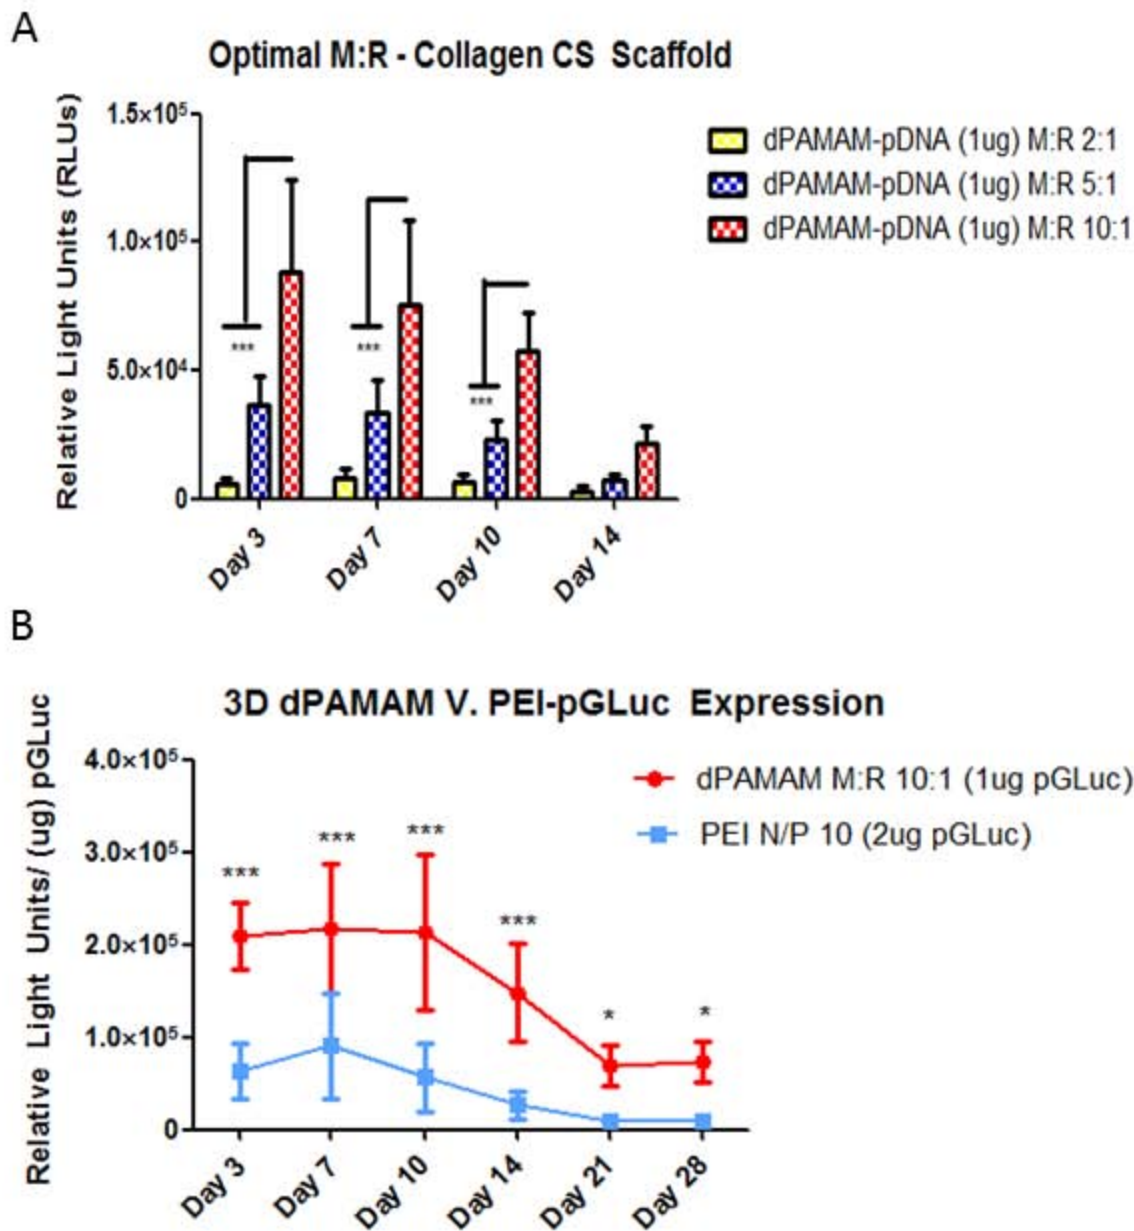 A
Optimal M:R - Collagen CS Scaffold
Relative Light Units (RLUs)
1.5×10⁵
1.0×10⁵
5.0×10⁴
0
*** *** ***
Day 3 Day 7 Day 10 Day 14
dPAMAM-pDNA (1ug) M:R 2:1
dPAMAM-pDNA (1ug) M:R 5:1
dPAMAM-pDNA (1ug) M:R 10:1
B
3D dPAMAM V. PEI-pGLuc Expression
Relative Light Units/ (ug) pGLuc
4.0×10⁵
3.0×10⁵
2.0×10⁵
1.0×10⁵
0
*** *** *** *** * *
Day 3 Day 7 Day 10 Day 14 Day 21 Day 28
dPAMAM M:R 10:1 (1ug pGLuc)
PEI N/P 10 (2ug pGLuc)